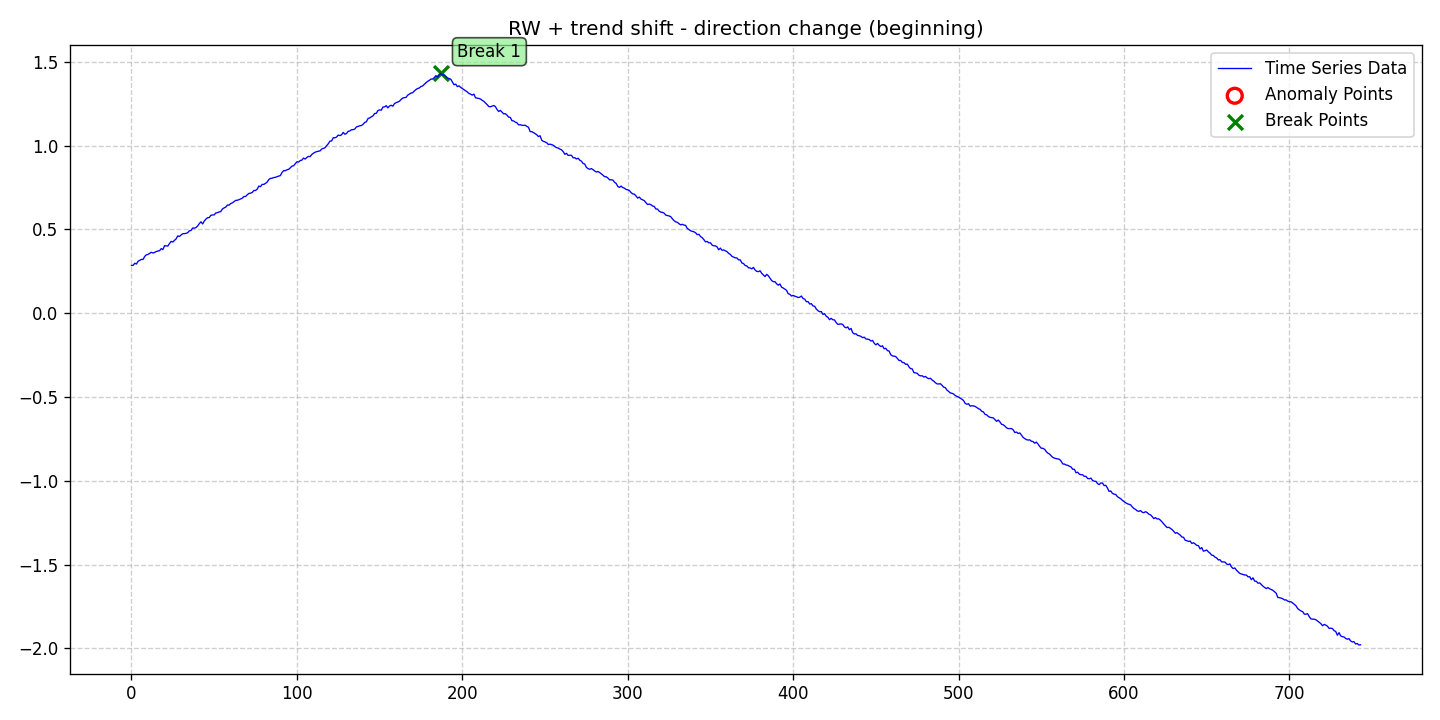 RW + trend shift - direction change (beginning)
Break 1
Time Series Data
Anomaly Points
Break Points
1.5
1.0
0.5
0.0
−0.5
−1.0
−1.5
−2.0
0 100 200 300 400 500 600 700